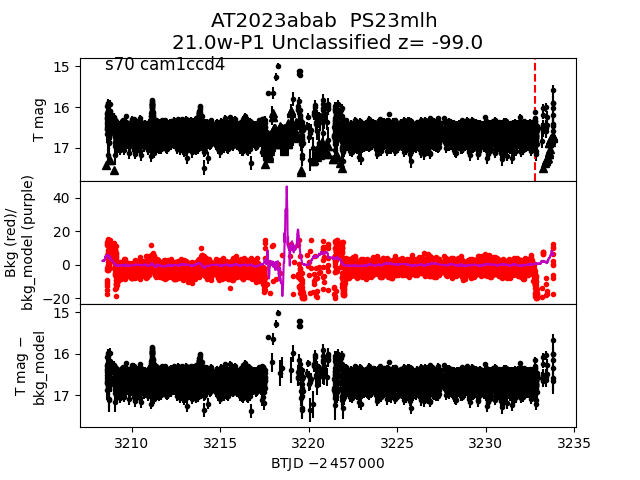 AT2023abab  PS23mlh
21.0w-P1 Unclassified z= -99.0
s70 cam1ccd4
T mag
15
16
17
Bkg (red)/
bkg_model (purple)
40
20
0
−20
T mag −
bkg_model
15
16
17
3210
3215
3220
3225
3230
3235
BTJD −2 457 000